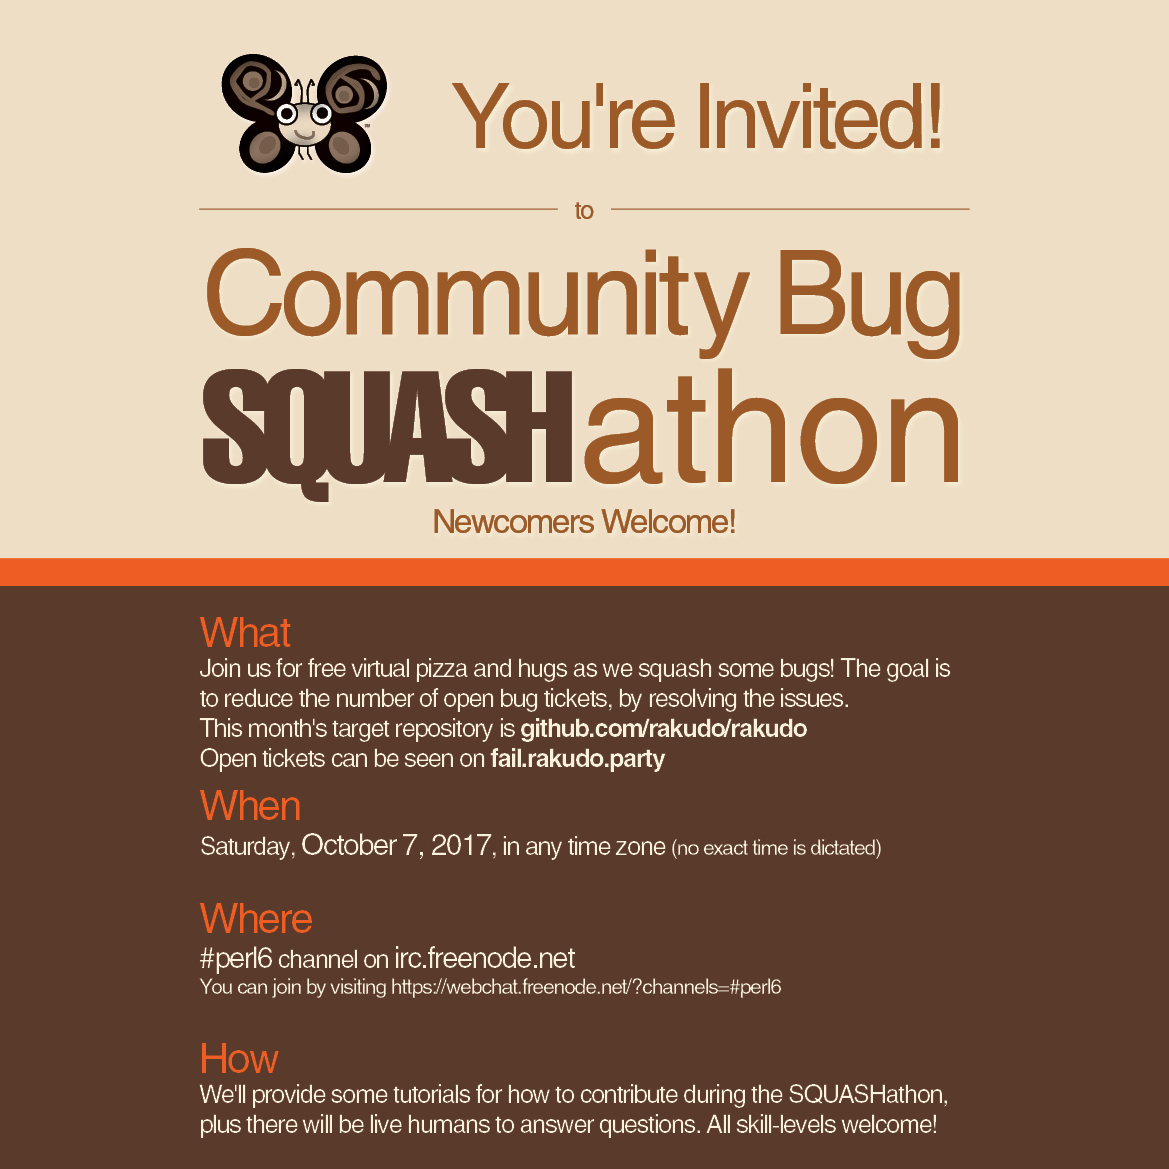 You're Invited!
to
Community Bug
SQUASHathon
Newcomers Welcome!
What
Join us for free virtual pizza and hugs as we squash some bugs! The goal is
to reduce the number of open bug tickets, by resolving the issues.
This month's target repository is github.com/rakudo/rakudo
Open tickets can be seen on fail.rakudo.party
When
Saturday, October 7, 2017, in any time zone (no exact time is dictated)
Where
#perl6 channel on irc.freenode.net
You can join by visiting https://webchat.freenode.net/?channels=#perl6
How
We'll provide some tutorials for how to contribute during the SQUASHathon,
plus there will be live humans to answer questions. All skill-levels welcome!